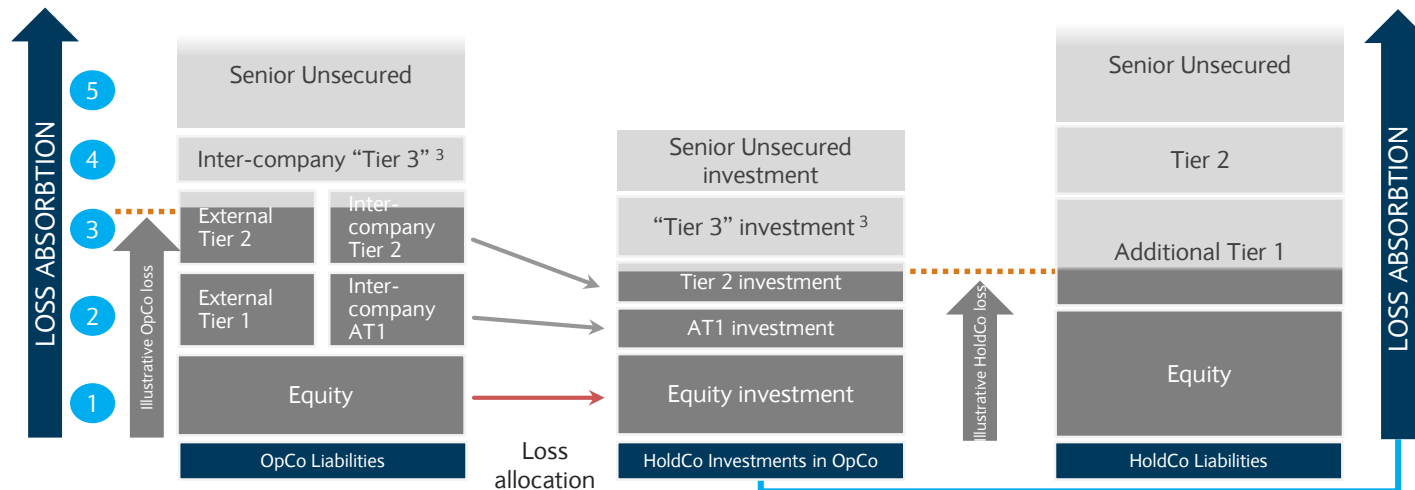 LOSS ABSORBTION
5
4
3
2
1
Illustrative OpCo loss
Senior Unsecured
Inter-company “Tier 3” 3
External
Tier 2
Inter-
company
Tier 2
External
Tier 1
Inter-
company
AT1
Equity
OpCo Liabilities
Loss
allocation
Senior Unsecured
investment
“Tier 3” investment 3
Tier 2 investment
AT1 investment
Equity investment
HoldCo Investments in OpCo
Illustrative HoldCo loss
Senior Unsecured
Tier 2
Additional Tier 1
Equity
HoldCo Liabilities
LOSS ABSORBTION